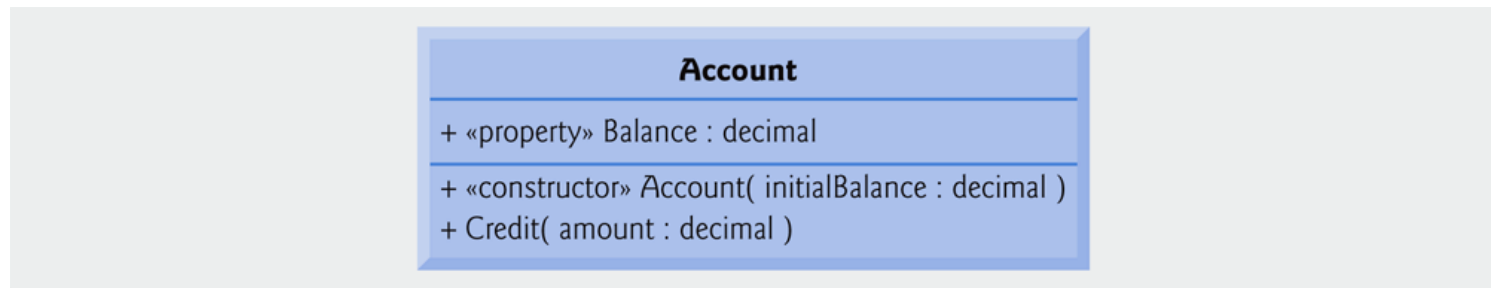 Account
+ «property» Balance : decimal
+ «constructor» Account( initialBalance : decimal )
+ Credit( amount : decimal )